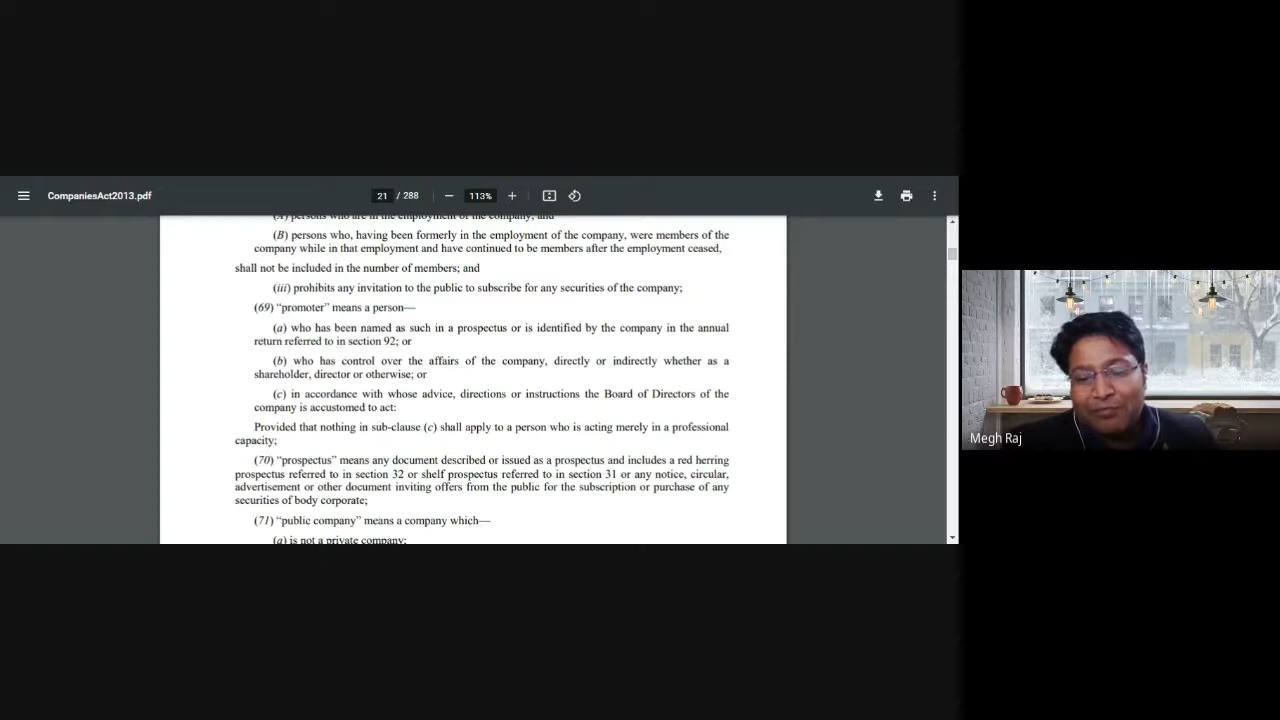 CompaniesAct2013.pdf
21 / 288
113%
(A) persons who are in the employment of the company; and
(B) persons who, having been formerly in the employment of the company, were members of the
company while in that employment and have continued to be members after the employment ceased,
shall not be included in the number of members; and
(iii) prohibits any invitation to the public to subscribe for any securities of the company;
(69) “promoter” means a person—
(a) who has been named as such in a prospectus or is identified by the company in the annual
return referred to in section 92; or
(b) who has control over the affairs of the company, directly or indirectly whether as a
shareholder, director or otherwise; or
(c) in accordance with whose advice, directions or instructions the Board of Directors of the
company is accustomed to act:
Provided that nothing in sub-clause (c) shall apply to a person who is acting merely in a professional
capacity;
(70) “prospectus” means any document described or issued as a prospectus and includes a red herring
prospectus referred to in section 32 or shelf prospectus referred to in section 31 or any notice, circular,
advertisement or other document inviting offers from the public for the subscription or purchase of any
securities of body corporate;
(71) “public company” means a company which—
(a) is not a private company;
Megh Raj